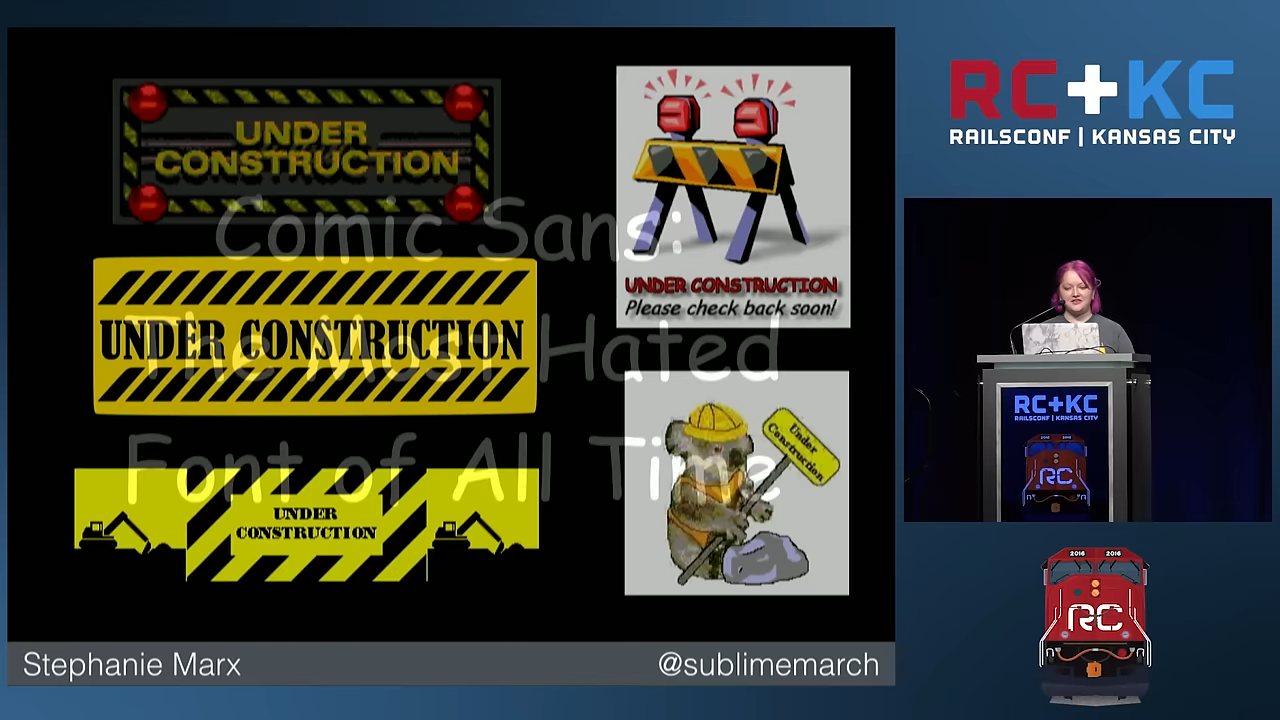 UNDER
CONSTRUCTION
Comic Sans:
The Most Hated
Font of All Time
UNDER CONSTRUCTION
UNDER
CONSTRUCTION
UNDER CONSTRUCTION
Please check back soon!
Under
Construction
Stephanie Marx
@sublimemarch
RC+KC
RAILSCONF | KANSAS CITY
RC+KC
RAILSCONF | KANSAS CITY
RC
2016 2016
RC